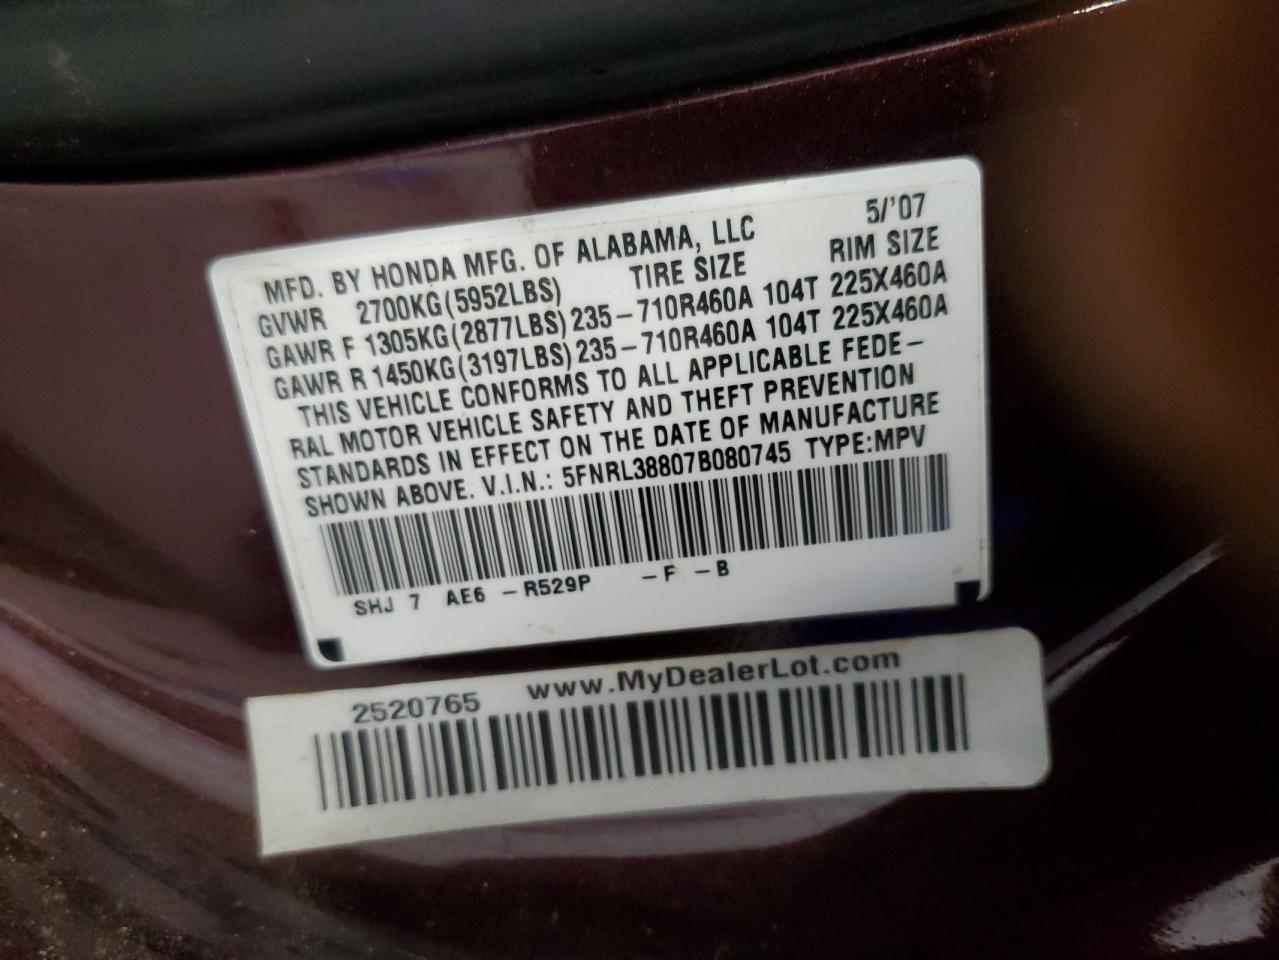 MFD. BY HONDA MFG. OF ALABAMA, LLC 5/'07
GVWR 2700KG(5952LBS) TIRE SIZE RIM SIZE
GAWR F 1305KG(2877LBS)235-710R460A 104T 225X460A
GAWR R 1450KG(3197LBS)235-710R460A 104T 225X460A
THIS VEHICLE CONFORMS TO ALL APPLICABLE FEDE-
RAL MOTOR VEHICLE SAFETY AND THEFT PREVENTION
STANDARDS IN EFFECT ON THE DATE OF MANUFACTURE
SHOWN ABOVE. V.I.N.: 5FNRL38807B080745 TYPE:MPV
SHJ 7 AE6 -R529P -F -B
2520765 www.MyDealerLot.com